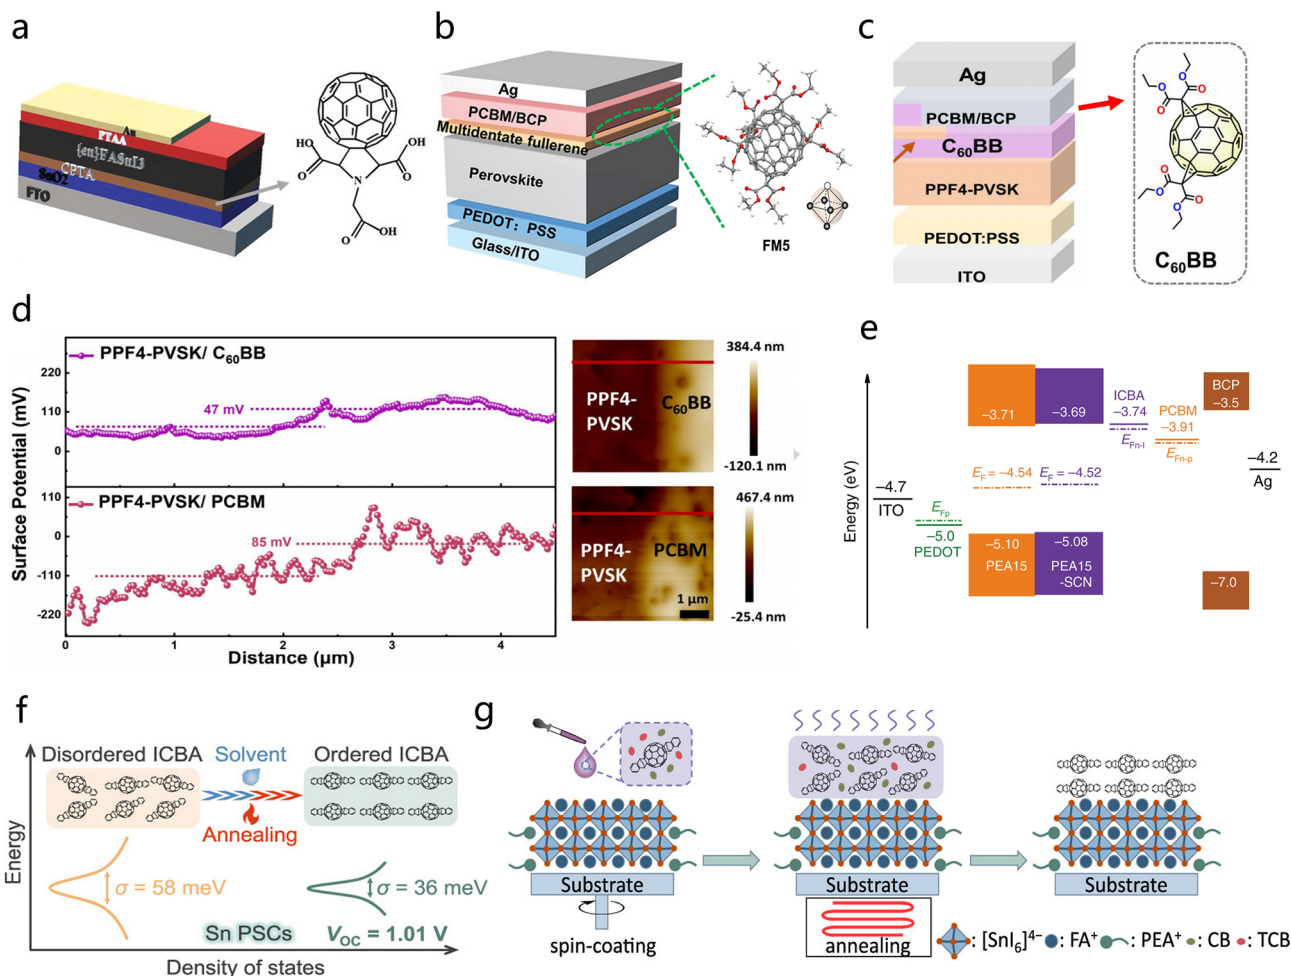 a
Au
PTAA
{en}FASnI3
CPTA
SnO2
FTO
HO
O
OH
O
N
O
OH
b
Ag
PCBM/BCP
Multidentate fullerene
Perovskite
PEDOT: PSS
Glass/ITO
FM5
c
Ag
PCBM/BCP
C₆₀BB
PPF4-PVSK
PEDOT:PSS
ITO
O
O
O
O
O
O
O
O
C₆₀BB
d
Surface Potential (mV)
PPF4-PVSK/ C₆₀BB
220
110
0
47 mV
PPF4-PVSK/ PCBM
110
0
-110
-220
85 mV
0 1 2 3 4
Distance (μm)
PPF4-
PVSK
C₆₀BB
384.4 nm
-120.1 nm
PPF4-
PVSK
PCBM
1 μm
467.4 nm
-25.4 nm
e
Energy (eV)
−4.7
ITO
E_Fp
−5.0
PEDOT
−3.71
E_F = −4.54
−5.10
PEA15
−3.69
E_F = −4.52
−5.08
PEA15
-SCN
ICBA
−3.74
E_Fn-I
PCBM
−3.91
E_Fn-p
BCP
−3.5
−7.0
−4.2
Ag
f
Energy
Disordered ICBA
Solvent
Annealing
Ordered ICBA
σ = 58 meV
σ = 36 meV
Sn PSCs
V_OC = 1.01 V
Density of states
g
Substrate
spin-coating
Substrate
annealing
Substrate
: [SnI₆]⁴⁻ : FA⁺ : PEA⁺ : CB : TCB